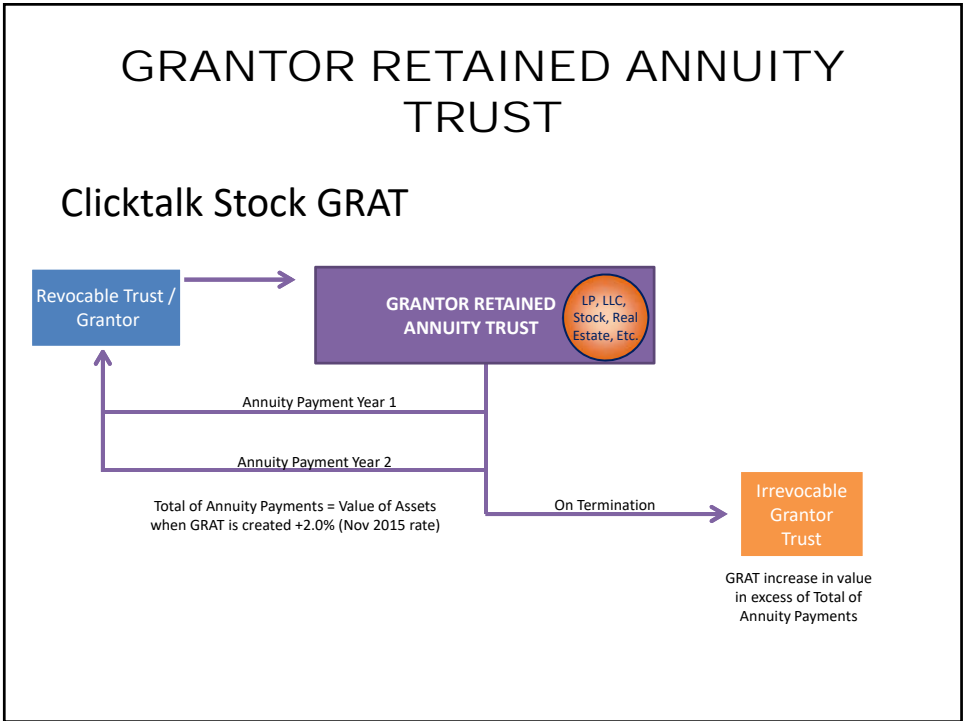 GRANTOR RETAINED ANNUITY
TRUST
Clicktalk Stock GRAT
Revocable Trust /
Grantor
GRANTOR RETAINED
ANNUITY TRUST
LP, LLC,
Stock, Real
Estate, Etc.
Annuity Payment Year 1
Annuity Payment Year 2
Total of Annuity Payments = Value of Assets
when GRAT is created +2.0% (Nov 2015 rate)
On Termination
Irrevocable
Grantor
Trust
GRAT increase in value
in excess of Total of
Annuity Payments